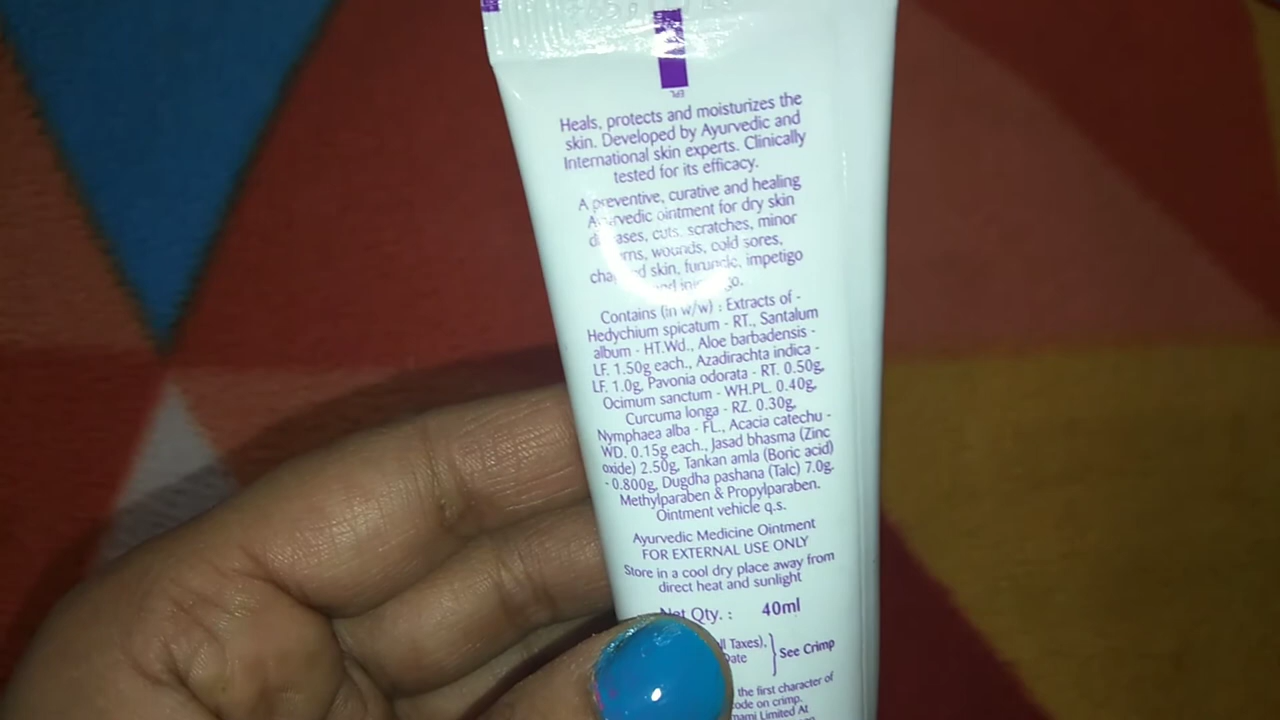 Heals, protects and moisturizes the
skin. Developed by Ayurvedic and
International skin experts. Clinically
tested for its efficacy.
A preventive, curative and healing
Ayurvedic ointment for dry skin
cuts, scratches, minor
wounds, cold sores,
skin, furuncle, impetigo
Contains (in w/w) : Extracts of -
Hedychium spicatum - RT., Santalum
album - HT.Wd., Aloe barbadensis -
LF. 1.50g each., Azadirachta indica -
LF. 1.0g, Pavonia odorata - RT. 0.50g,
Ocimum sanctum - WH.PL. 0.40g,
Curcuma longa - RZ. 0.30g,
Nymphaea alba - FL., Acacia catechu -
WD. 0.15g each., Jasad bhasma (Zinc
oxide) 2.50g, Tankan amla (Boric acid)
- 0.800g, Dugdha pashana (Talc) 7.0g.
Methylparaben & Propylparaben.
Ointment vehicle q.s.
Ayurvedic Medicine Ointment
FOR EXTERNAL USE ONLY
Store in a cool dry place away from
direct heat and sunlight
Net Qty. : 40ml
Taxes), See Crimp
the first character of
code on crimp.
Limited At